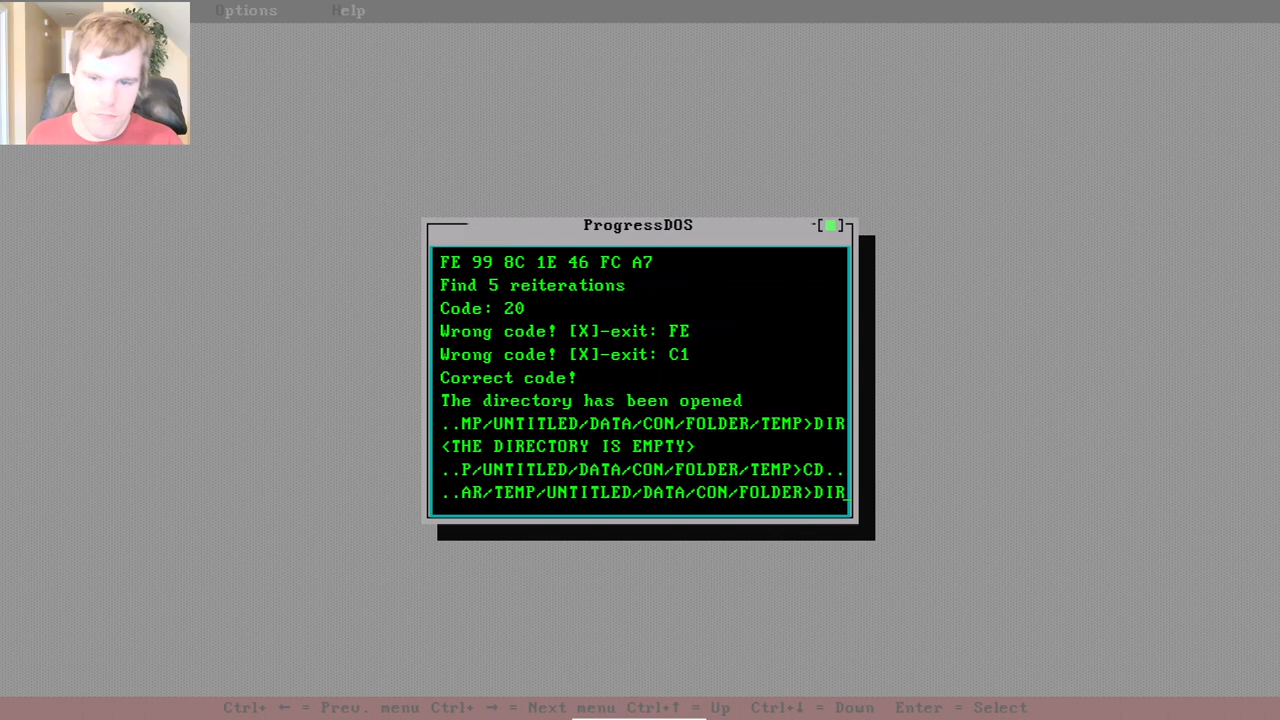 Options Help
ProgressDOS
FE 99 8C 1E 46 FC A7
Find 5 reiterations
Code: 20
Wrong code! [X]-exit: FE
Wrong code! [X]-exit: C1
Correct code!
The directory has been opened
..MP/UNTITLED/DATA/CON/FOLDER/TEMP>DIR
<THE DIRECTORY IS EMPTY>
..P/UNTITLED/DATA/CON/FOLDER/TEMP>CD..
..AR/TEMP/UNTITLED/DATA/CON/FOLDER>DIR_
Ctrl+ ← = Prev. menu Ctrl+ → = Next menu Ctrl+↑ = Up Ctrl+↓ = Down Enter = Select